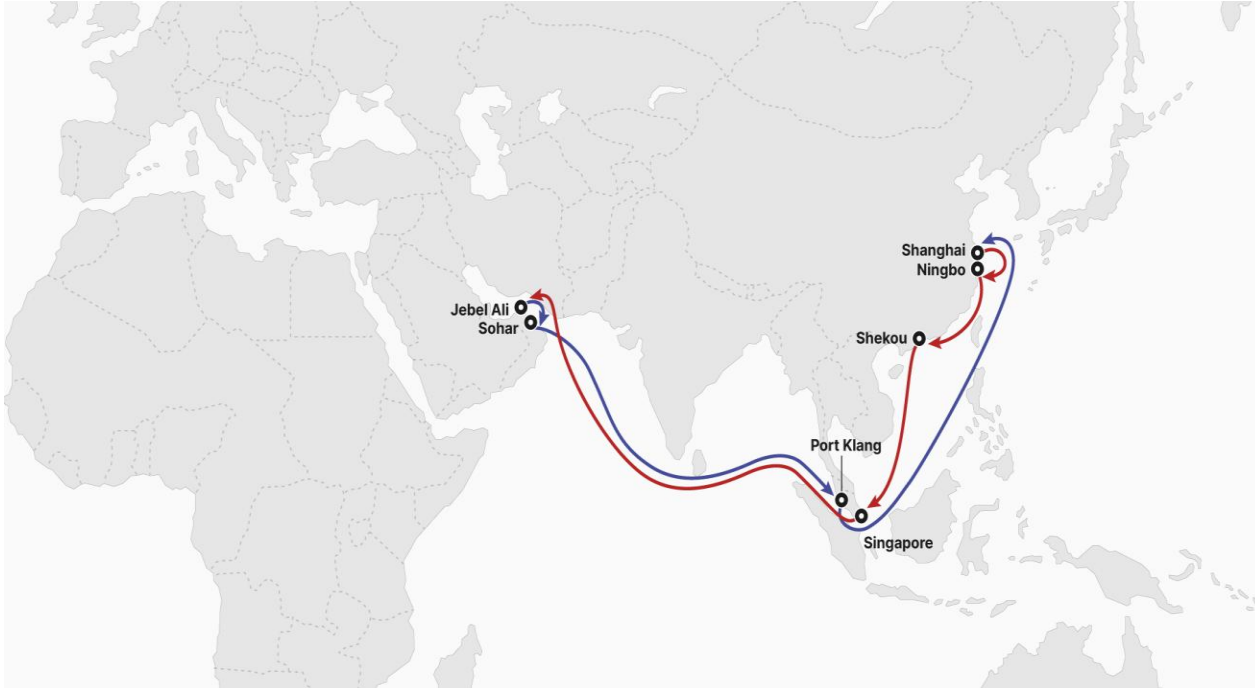 Shanghai
Ningbo
Jebel Ali
Sohar
Shekou
Port Klang
Singapore